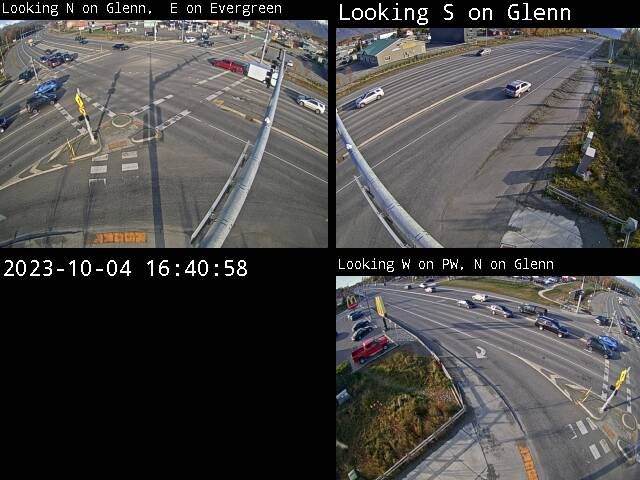 Looking N on Glenn,  E on Evergreen
Looking S on Glenn
2023-10-04 16:40:58
Looking W on PW, N on Glenn